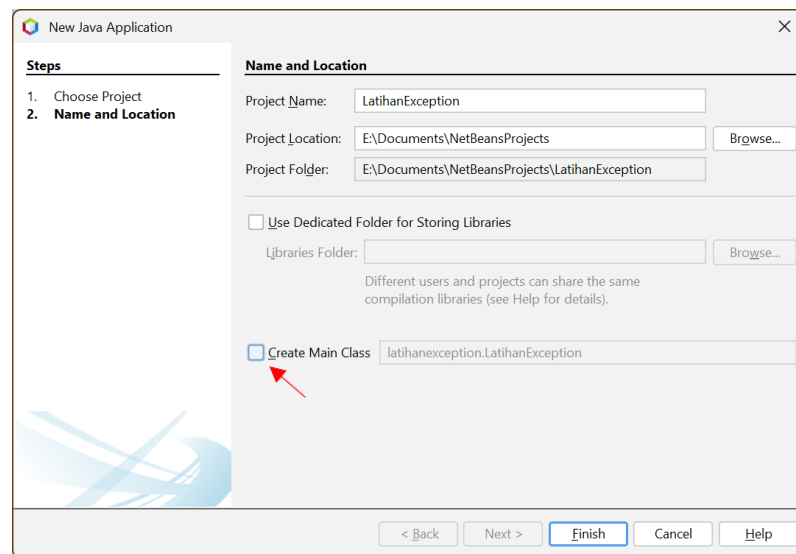 New Java Application
Steps
1. Choose Project
2. Name and Location
Name and Location
Project Name: LatihanException
Project Location: E:\Documents\NetBeansProjects Browse...
Project Folder: E:\Documents\NetBeansProjects\LatihanException
Use Dedicated Folder for Storing Libraries
Libraries Folder: Browse...
Different users and projects can share the same
compilation libraries (see Help for details).
Create Main Class latihanexception.LatihanException
< Back Next > Finish Cancel Help